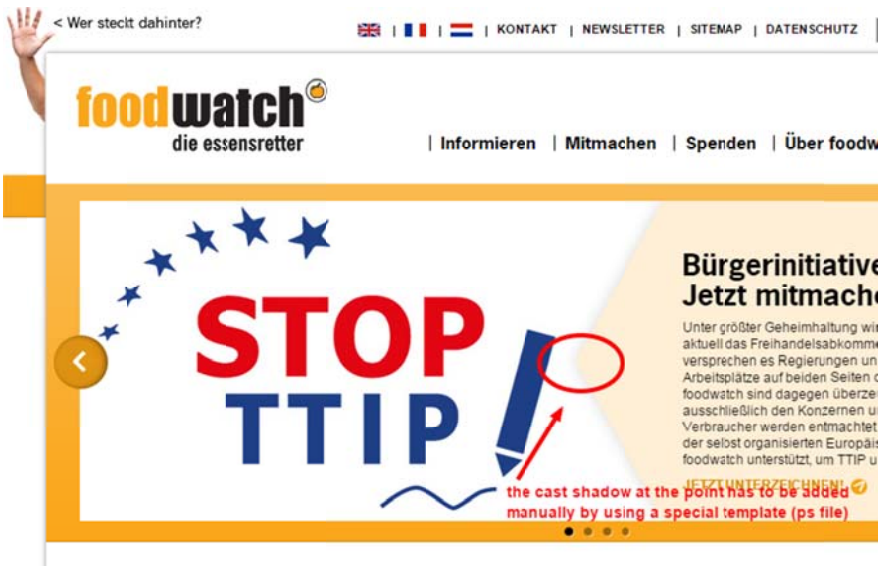 < Wer steckt dahinter?
| | | KONTAKT | NEWSLETTER | SITEMAP | DATENSCHUTZ
foodwatch
die essensretter
| Informieren | Mitmachen | Spenden | Über foodw
STOP
TTIP
Bürgerinitiative
Jetzt mitmache
Unter größter Geheimhaltung wir
aktuell das Freihandelsabkomme
versprechen es Regierungen un
Arbeitsplätze auf beiden Seiten
foodwatch sind dagegen überze
ausschließlich den Konzernen u
Verbraucher werden entmachtet
der selbst organisierten Europäis
foodwatch unterstützt, um TTIP u
JETZT UNTERZEICHNEN!
the cast shadow at the point has to be added
manually by using a special template (ps file)